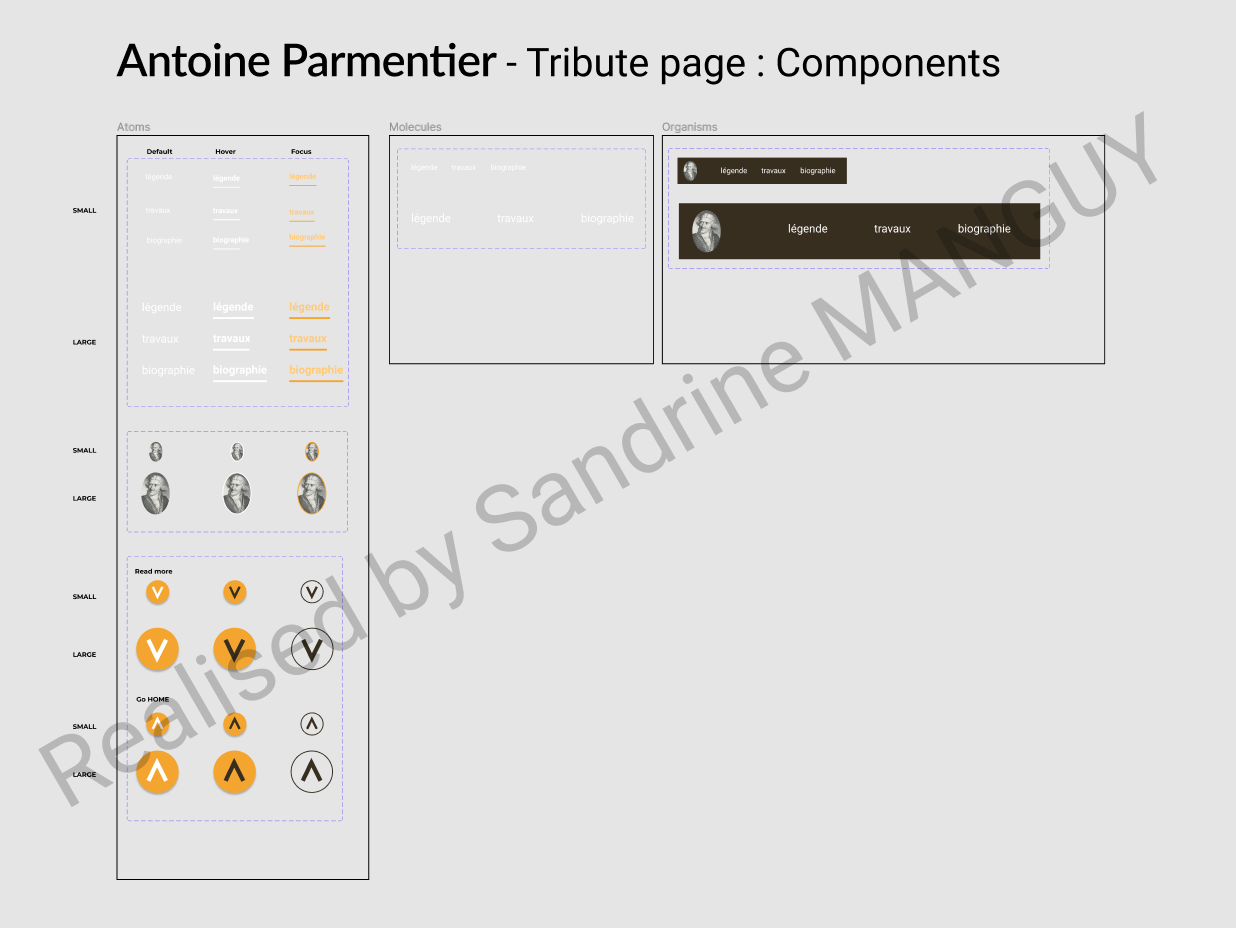 Antoine Parmentier - Tribute page : Components
Atoms
Default Hover Focus
SMALL
légende légende légende
travaux travaux travaux
biographie biographie biographie
LARGE
légende légende légende
travaux travaux travaux
biographie biographie biographie
SMALL
LARGE
Read more
SMALL
LARGE
Go HOME
SMALL
LARGE
Molecules
légende travaux biographie
légende travaux biographie
Organisms
légende travaux biographie
légende travaux biographie
Realised by Sandrine MANGUY